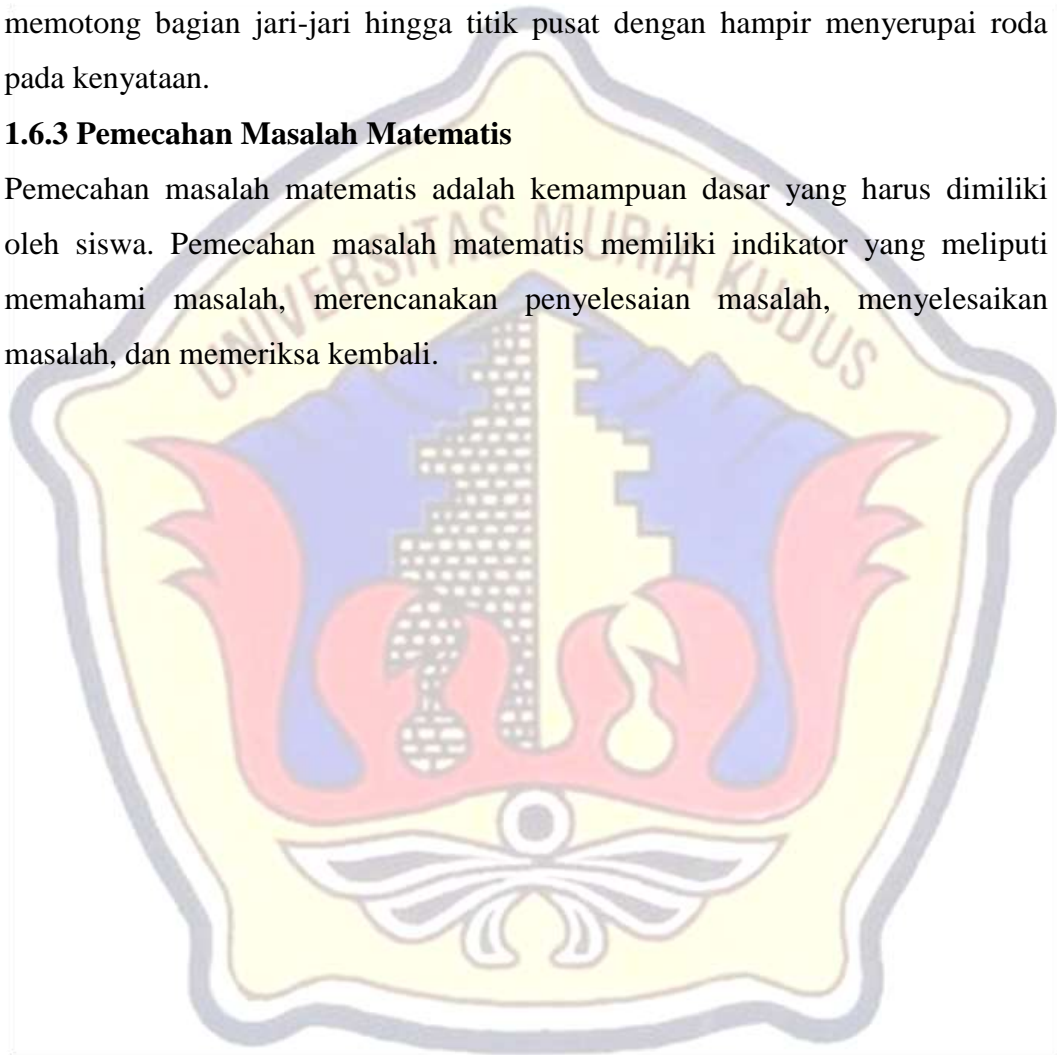 memotong bagian jari-jari hingga titik pusat dengan hampir menyerupai roda
pada kenyataan.
1.6.3 Pemecahan Masalah Matematis
Pemecahan masalah matematis adalah kemampuan dasar yang harus dimiliki
oleh siswa. Pemecahan masalah matematis memiliki indikator yang meliputi
memahami masalah, merencanakan penyelesaian masalah, menyelesaikan
masalah, dan memeriksa kembali.
UNIVERSITAS MURIA KUDUS